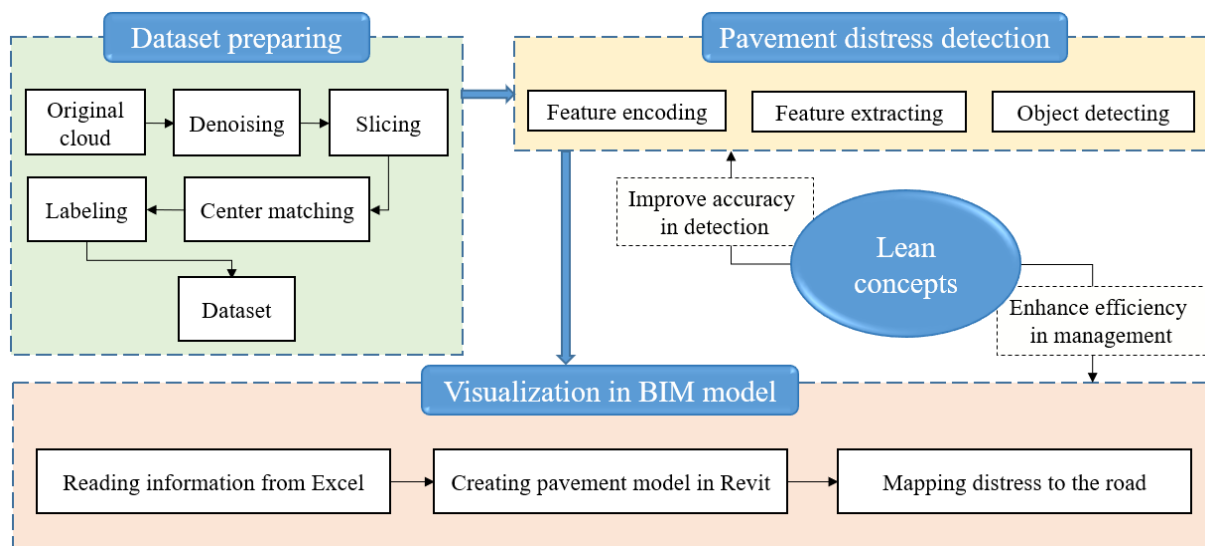 Dataset preparing
Original
cloud
Denoising
Slicing
Labeling
Center matching
Dataset
Pavement distress detection
Feature encoding
Feature extracting
Object detecting
Improve accuracy
in detection
Lean
concepts
Enhance efficiency
in management
Visualization in BIM model
Reading information from Excel
Creating pavement model in Revit
Mapping distress to the road